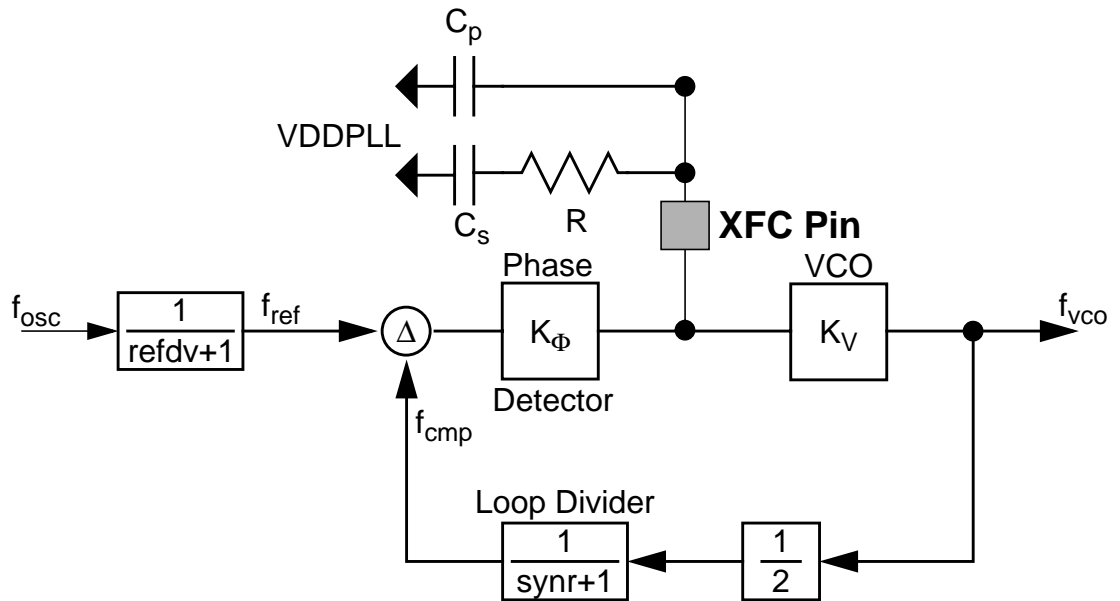 Cp
VDDPLL
Cs
R
XFC Pin
Phase
VCO
fosc
1
refdv+1
fref
Δ
KΦ
KV
fvco
Detector
fcmp
Loop Divider
1
synr+1
1
2